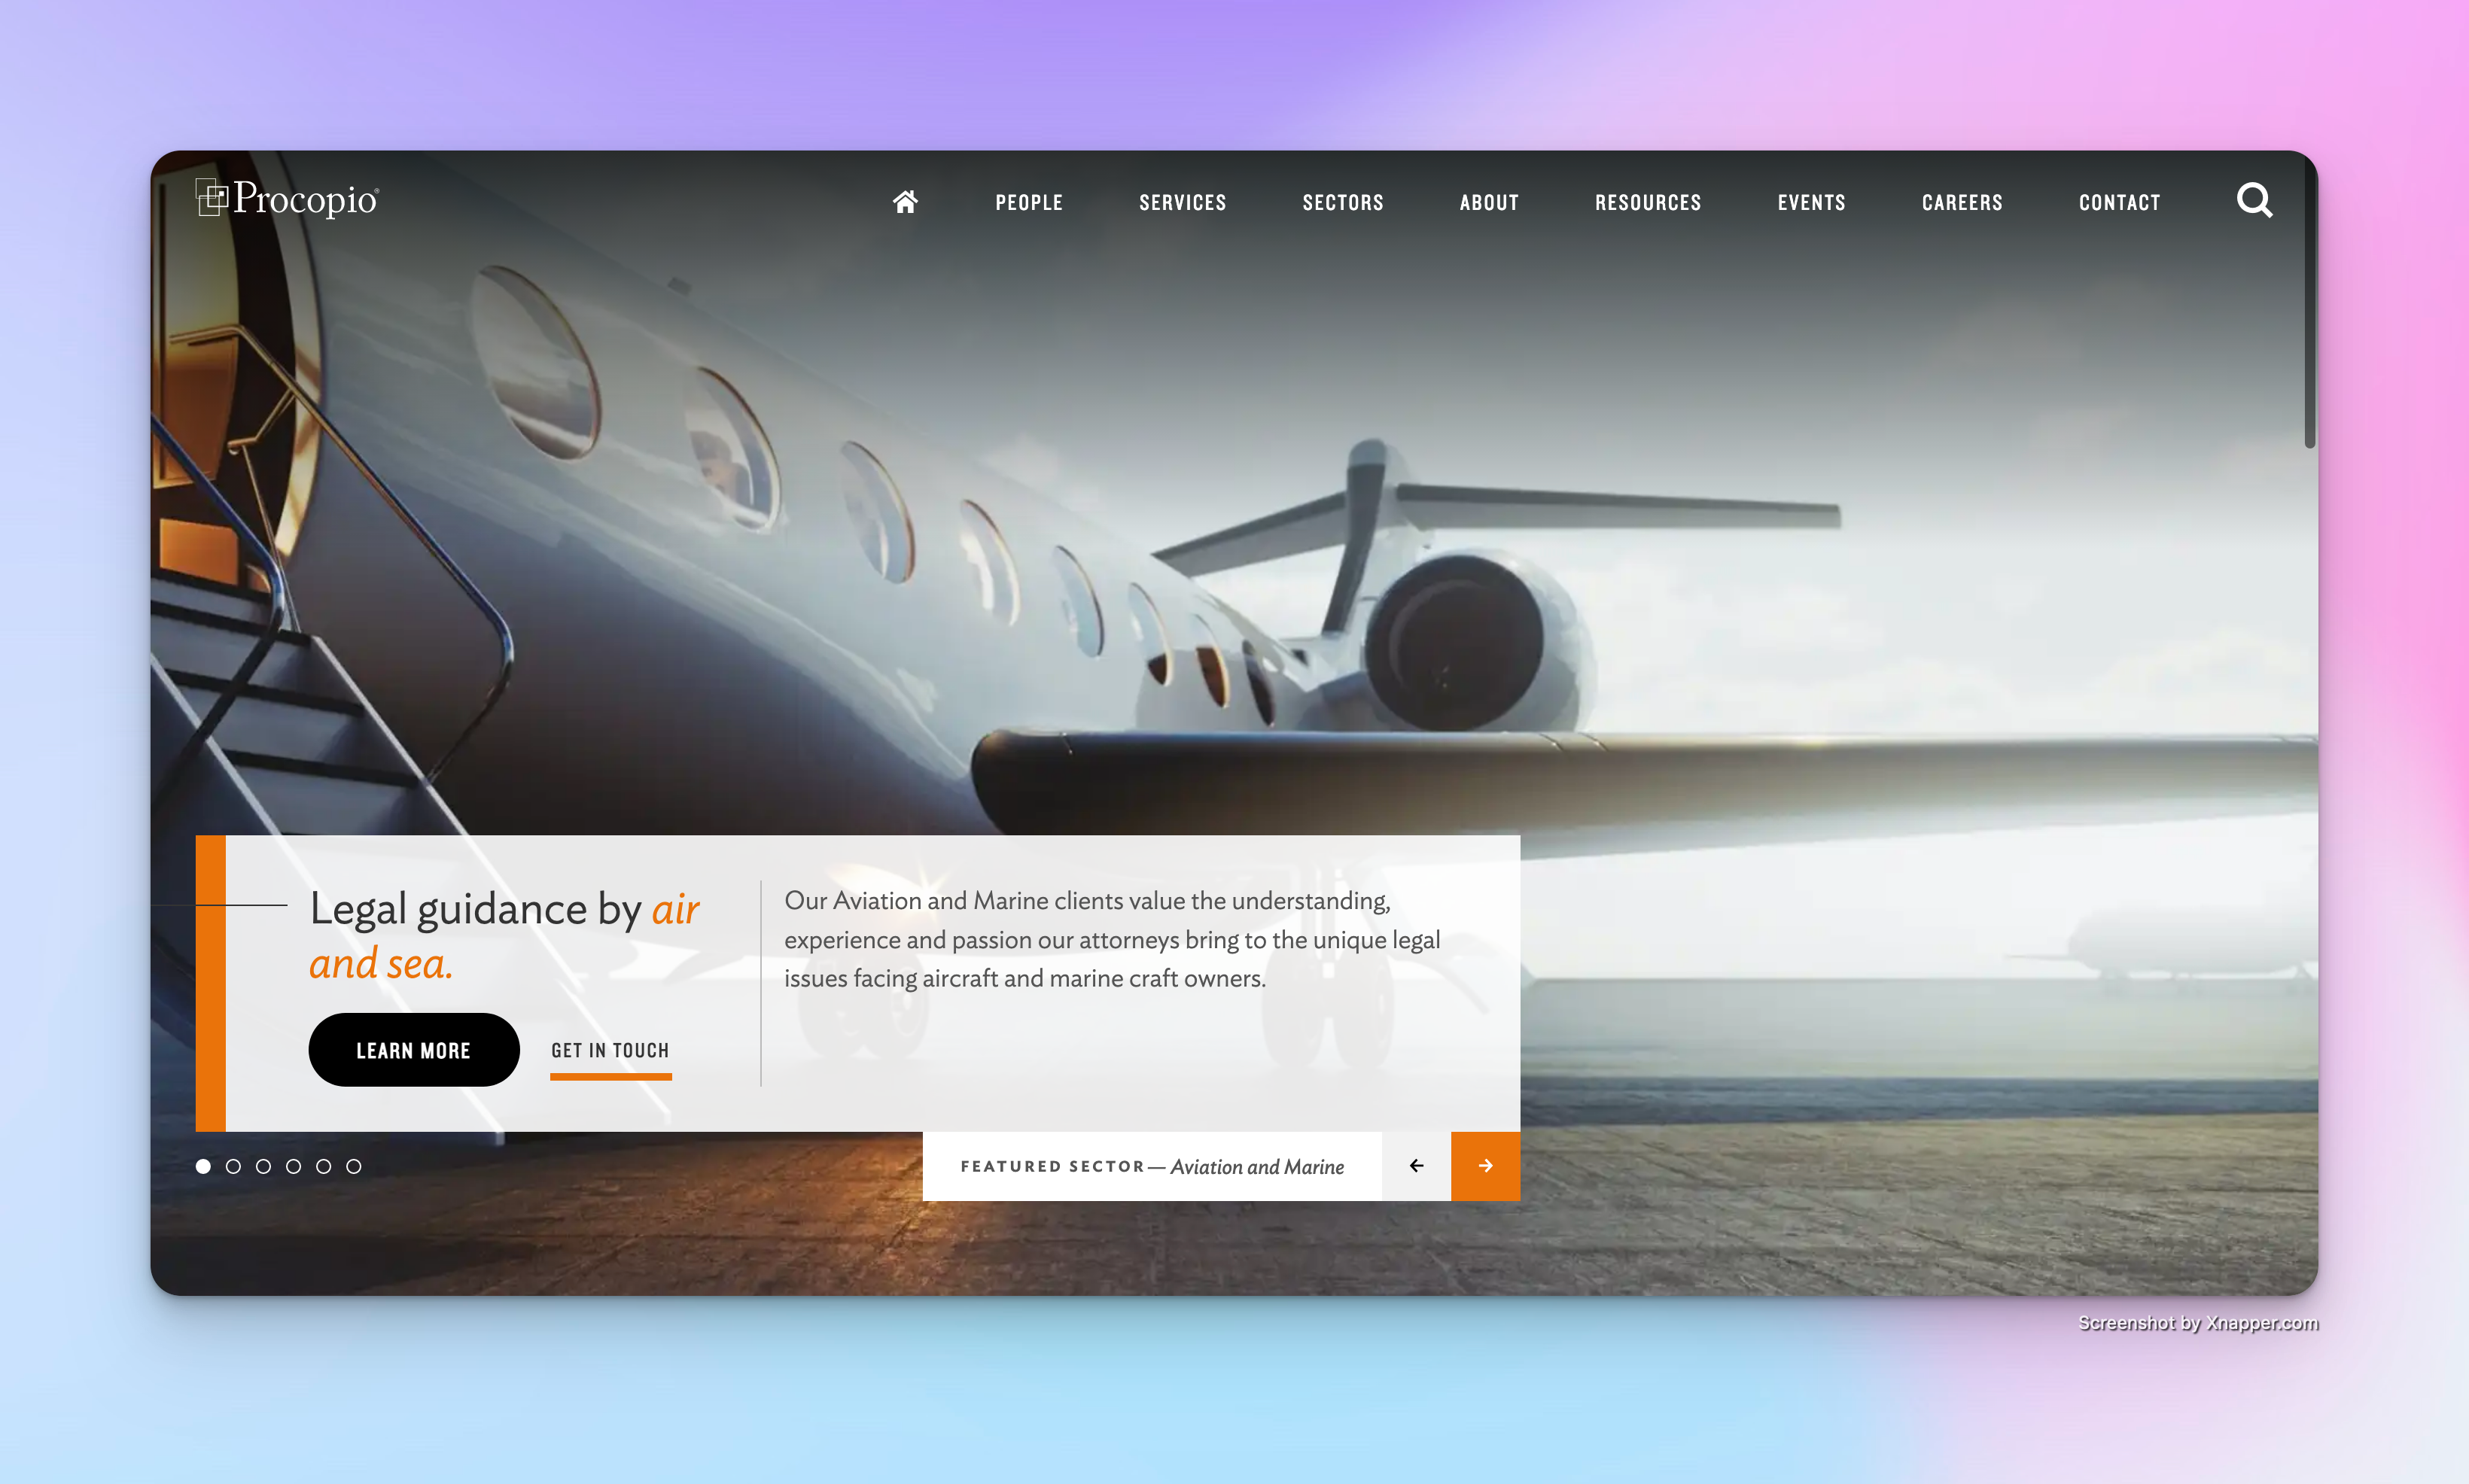 Procopio®
PEOPLE
SERVICES
SECTORS
ABOUT
RESOURCES
EVENTS
CAREERS
CONTACT
Legal guidance by air
and sea.
LEARN MORE
GET IN TOUCH
Our Aviation and Marine clients value the understanding,
experience and passion our attorneys bring to the unique legal
issues facing aircraft and marine craft owners.
FEATURED SECTOR — Aviation and Marine
Screenshot by Xnapper.com